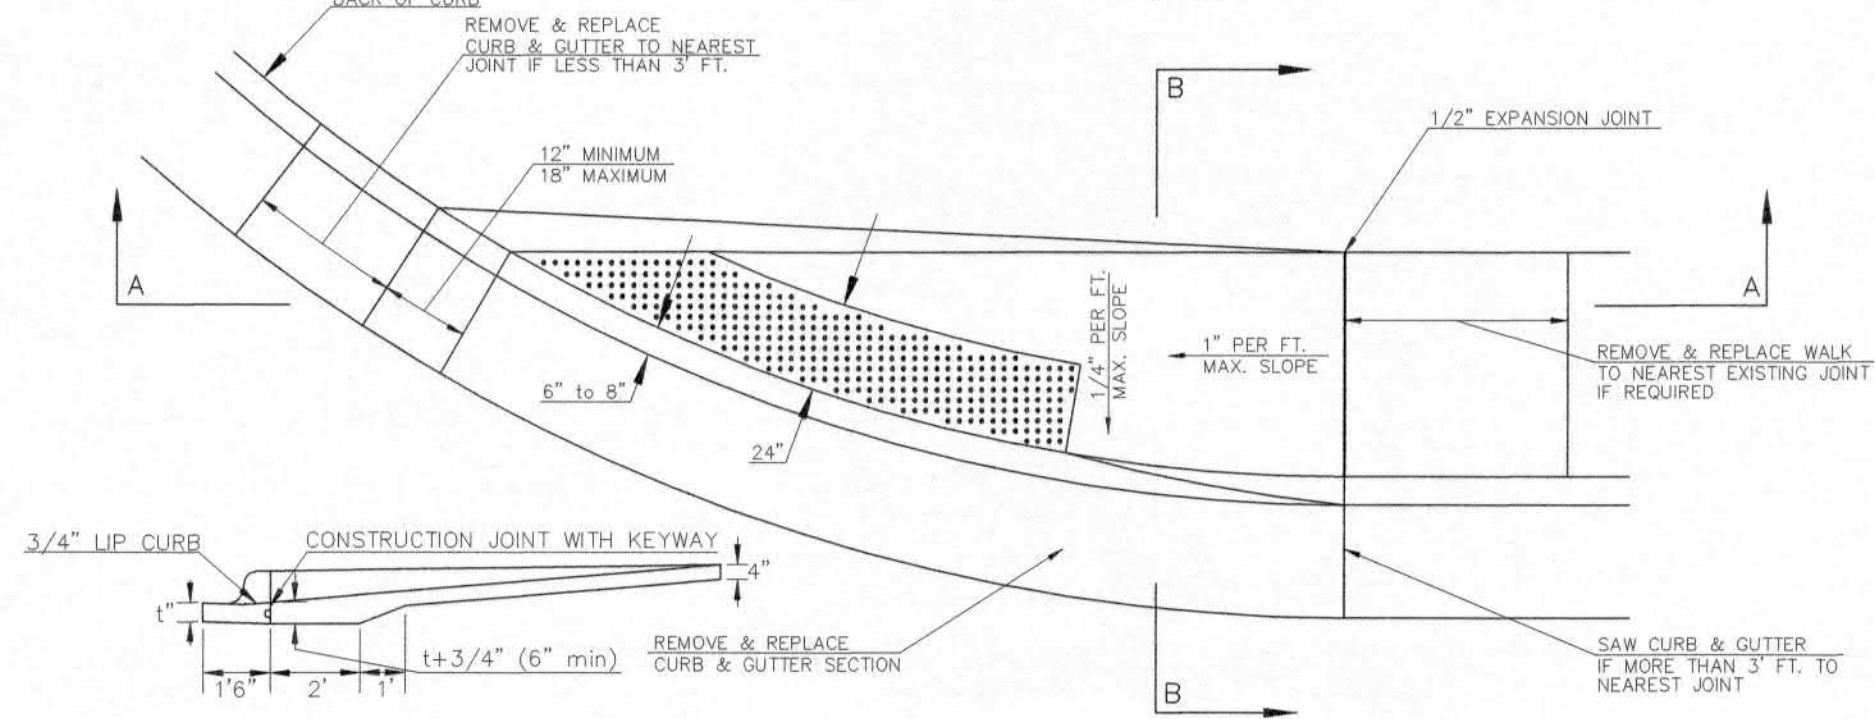 BACK OF CURB
REMOVE & REPLACE
CURB & GUTTER TO NEAREST
JOINT IF LESS THAN 3' FT.
12" MINIMUM
18" MAXIMUM
B
1/2" EXPANSION JOINT
A
A
1/4" PER FT.
MAX. SLOPE
1" PER FT.
MAX. SLOPE
REMOVE & REPLACE WALK
TO NEAREST EXISTING JOINT
IF REQUIRED
6" to 8"
24"
3/4" LIP CURB
CONSTRUCTION JOINT WITH KEYWAY
4"
t"
t+3/4" (6" min)
1'6"
2'
1'
REMOVE & REPLACE
CURB & GUTTER SECTION
SAW CURB & GUTTER
IF MORE THAN 3' FT. TO
NEAREST JOINT
B